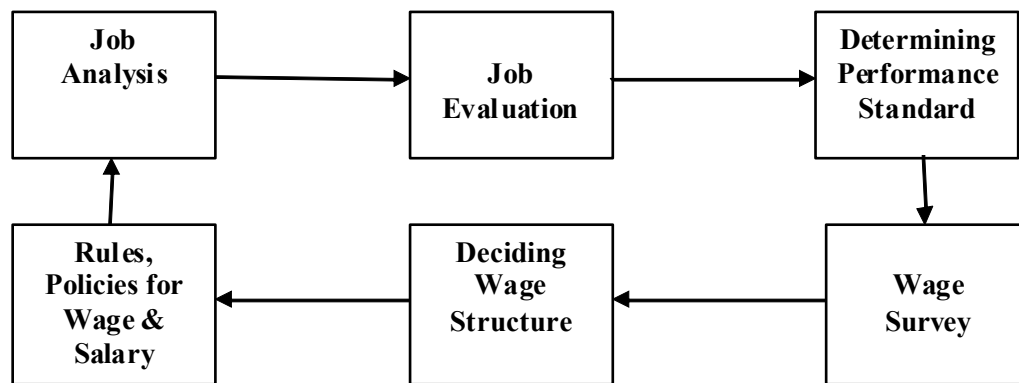 Job
Analysis
Job
Evaluation
Determining
Performance
Standard
Rules,
Policies for
Wage &
Salary
Deciding
Wage
Structure
Wage
Survey